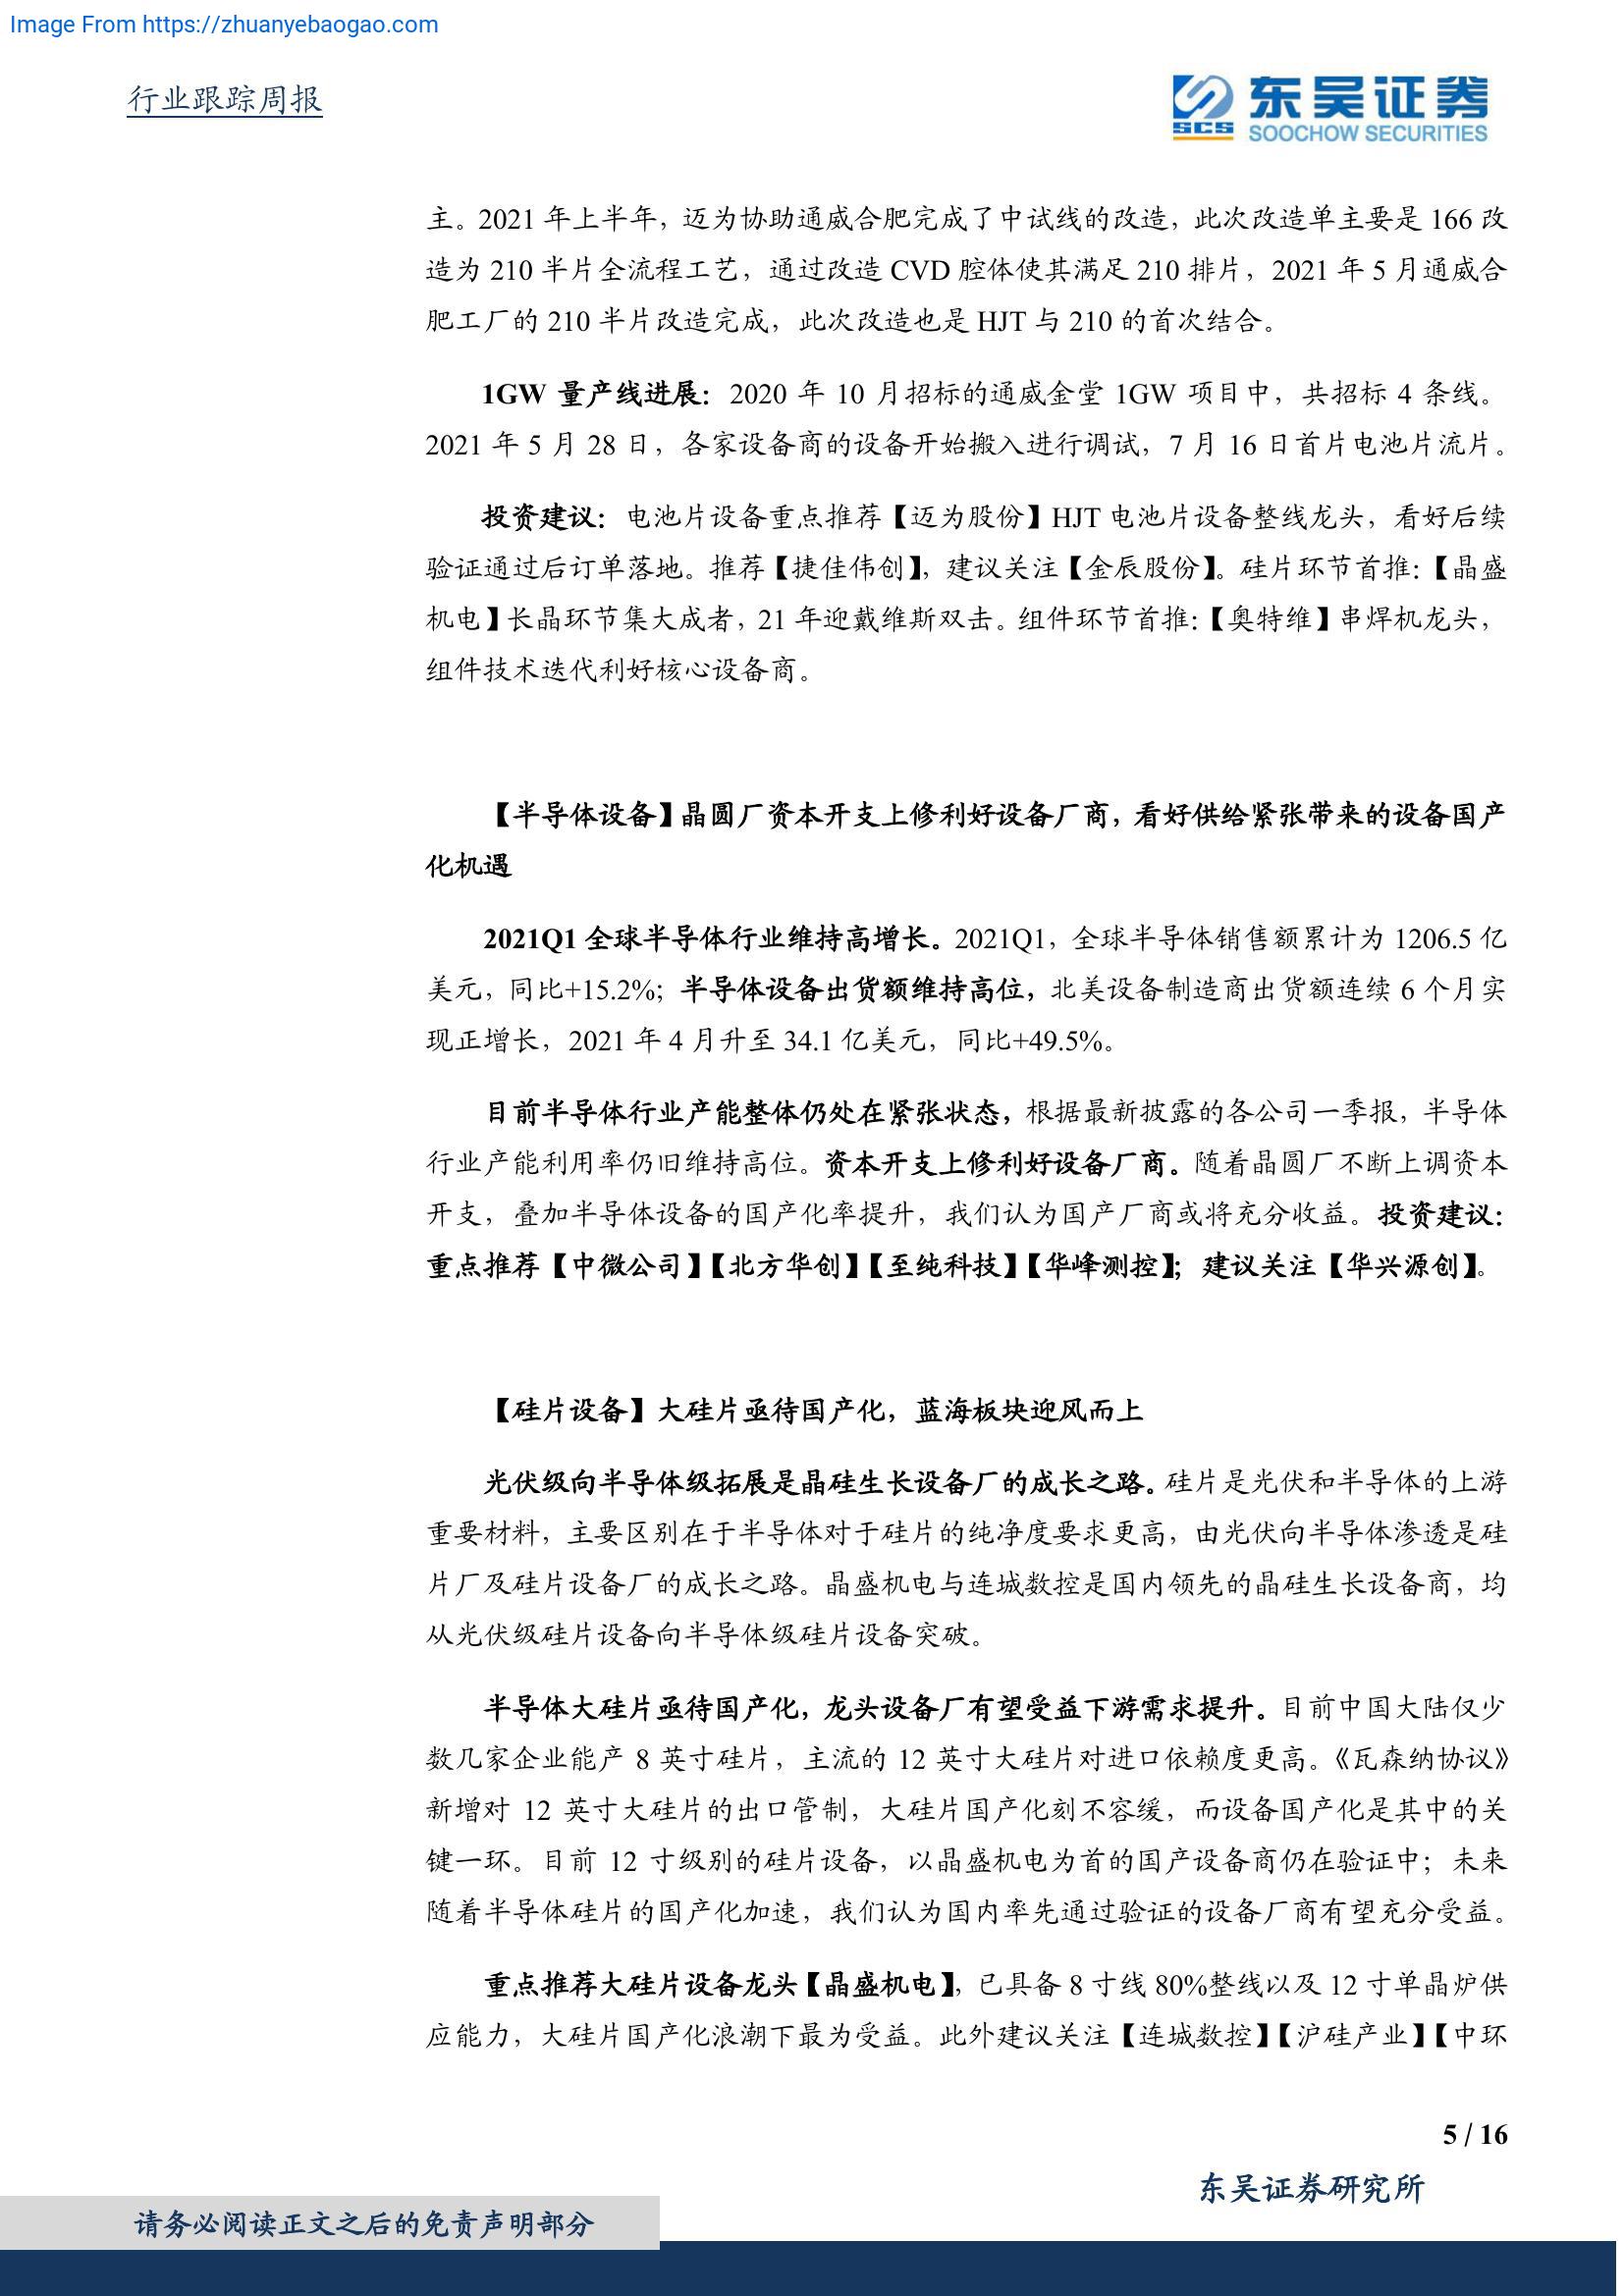 Image From https://zhuanyebaogao.com
行业跟踪周报
SCS
东吴证券
SOOCHOW SECURITIES
主。2021 年上半年，迈为协助通威合肥完成了中试线的改造，此次改造单主要是 166 改
造为 210 半片全流程工艺，通过改造 CVD 腔体使其满足 210 排片，2021 年 5 月通威合
肥工厂的 210 半片改造完成，此次改造也是 HJT 与 210 的首次结合。
1GW 量产线进展：2020 年 10 月招标的通威金堂 1GW 项目中，共招标 4 条线。
2021 年 5 月 28 日，各家设备商的设备开始搬入进行调试，7 月 16 日首片电池片流片。
投资建议：电池片设备重点推荐【迈为股份】HJT 电池片设备整线龙头，看好后续
验证通过后订单落地。推荐【捷佳伟创】，建议关注【金辰股份】。硅片环节首推：【晶盛
机电】长晶环节集大成者，21 年迎戴维斯双击。组件环节首推：【奥特维】串焊机龙头，
组件技术迭代利好核心设备商。
【半导体设备】晶圆厂资本开支上修利好设备厂商，看好供给紧张带来的设备国产
化机遇
2021Q1 全球半导体行业维持高增长。2021Q1，全球半导体销售额累计为 1206.5 亿
美元，同比+15.2%；半导体设备出货额维持高位，北美设备制造商出货额连续 6 个月实
现正增长，2021 年 4 月升至 34.1 亿美元，同比+49.5%。
目前半导体行业产能整体仍处在紧张状态，根据最新披露的各公司一季报，半导体
行业产能利用率仍旧维持高位。资本开支上修利好设备厂商。随着晶圆厂不断上调资本
开支，叠加半导体设备的国产化率提升，我们认为国产厂商或将充分收益。投资建议：
重点推荐【中微公司】【北方华创】【至纯科技】【华峰测控】；建议关注【华兴源创】。
【硅片设备】大硅片亟待国产化，蓝海板块迎风而上
光伏级向半导体级拓展是晶硅生长设备厂的成长之路。硅片是光伏和半导体的上游
重要材料，主要区别在于半导体对于硅片的纯净度要求更高，由光伏向半导体渗透是硅
片厂及硅片设备厂的成长之路。晶盛机电与连城数控是国内领先的晶硅生长设备商，均
从光伏级硅片设备向半导体级硅片设备突破。
半导体大硅片亟待国产化，龙头设备厂有望受益下游需求提升。目前中国大陆仅少
数几家企业能产 8 英寸硅片，主流的 12 英寸大硅片对进口依赖度更高。《瓦森纳协议》
新增对 12 英寸大硅片的出口管制，大硅片国产化刻不容缓，而设备国产化是其中的关
键一环。目前 12 寸级别的硅片设备，以晶盛机电为首的国产设备商仍在验证中；未来
随着半导体硅片的国产化加速，我们认为国内率先通过验证的设备厂商有望充分受益。
重点推荐大硅片设备龙头【晶盛机电】，已具备 8 寸线 80%整线以及 12 寸单晶炉供
应能力，大硅片国产化浪潮下最为受益。此外建议关注【连城数控】【沪硅产业】【中环
5 / 16
东吴证券研究所
请务必阅读正文之后的免责声明部分